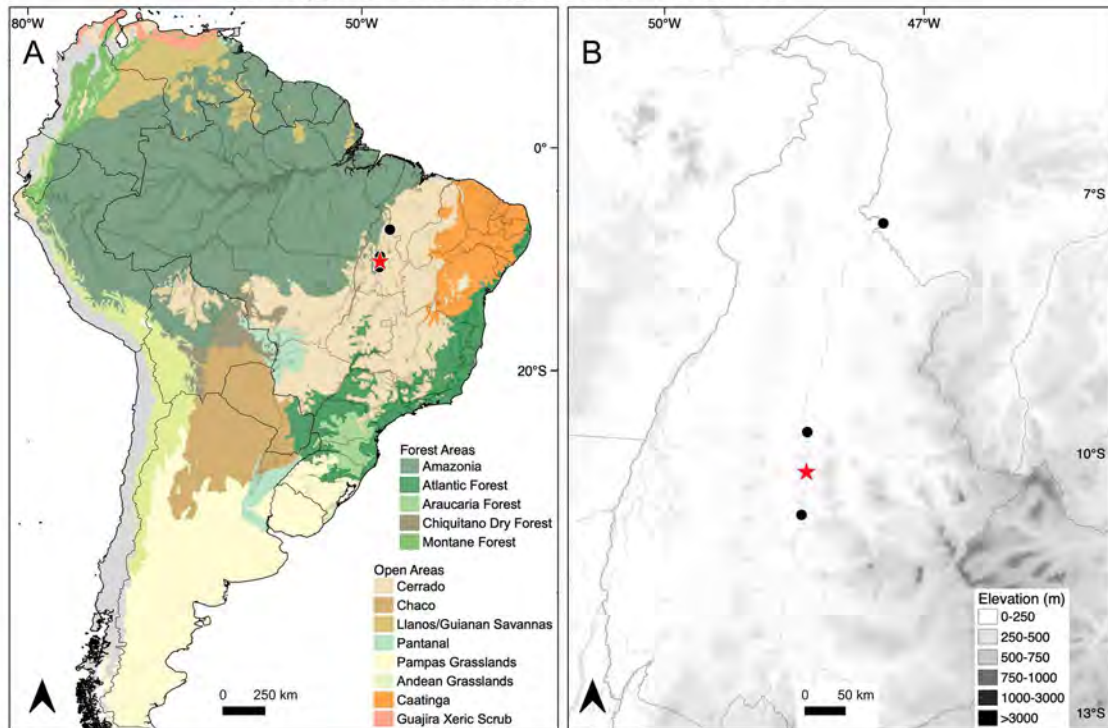 80°W
50°W
A
0°
20°S
Forest Areas
Amazonia
Atlantic Forest
Araucaria Forest
Chiquitano Dry Forest
Montane Forest
Open Areas
Cerrado
Chaco
Llanos/Guianan Savannas
Pantanal
Pampas Grasslands
Andean Grasslands
Caatinga
Guajira Xeric Scrub
0 250 km
50°W
47°W
B
7°S
10°S
13°S
Elevation (m)
0-250
250-500
500-750
750-1000
1000-3000
>3000
0 50 km